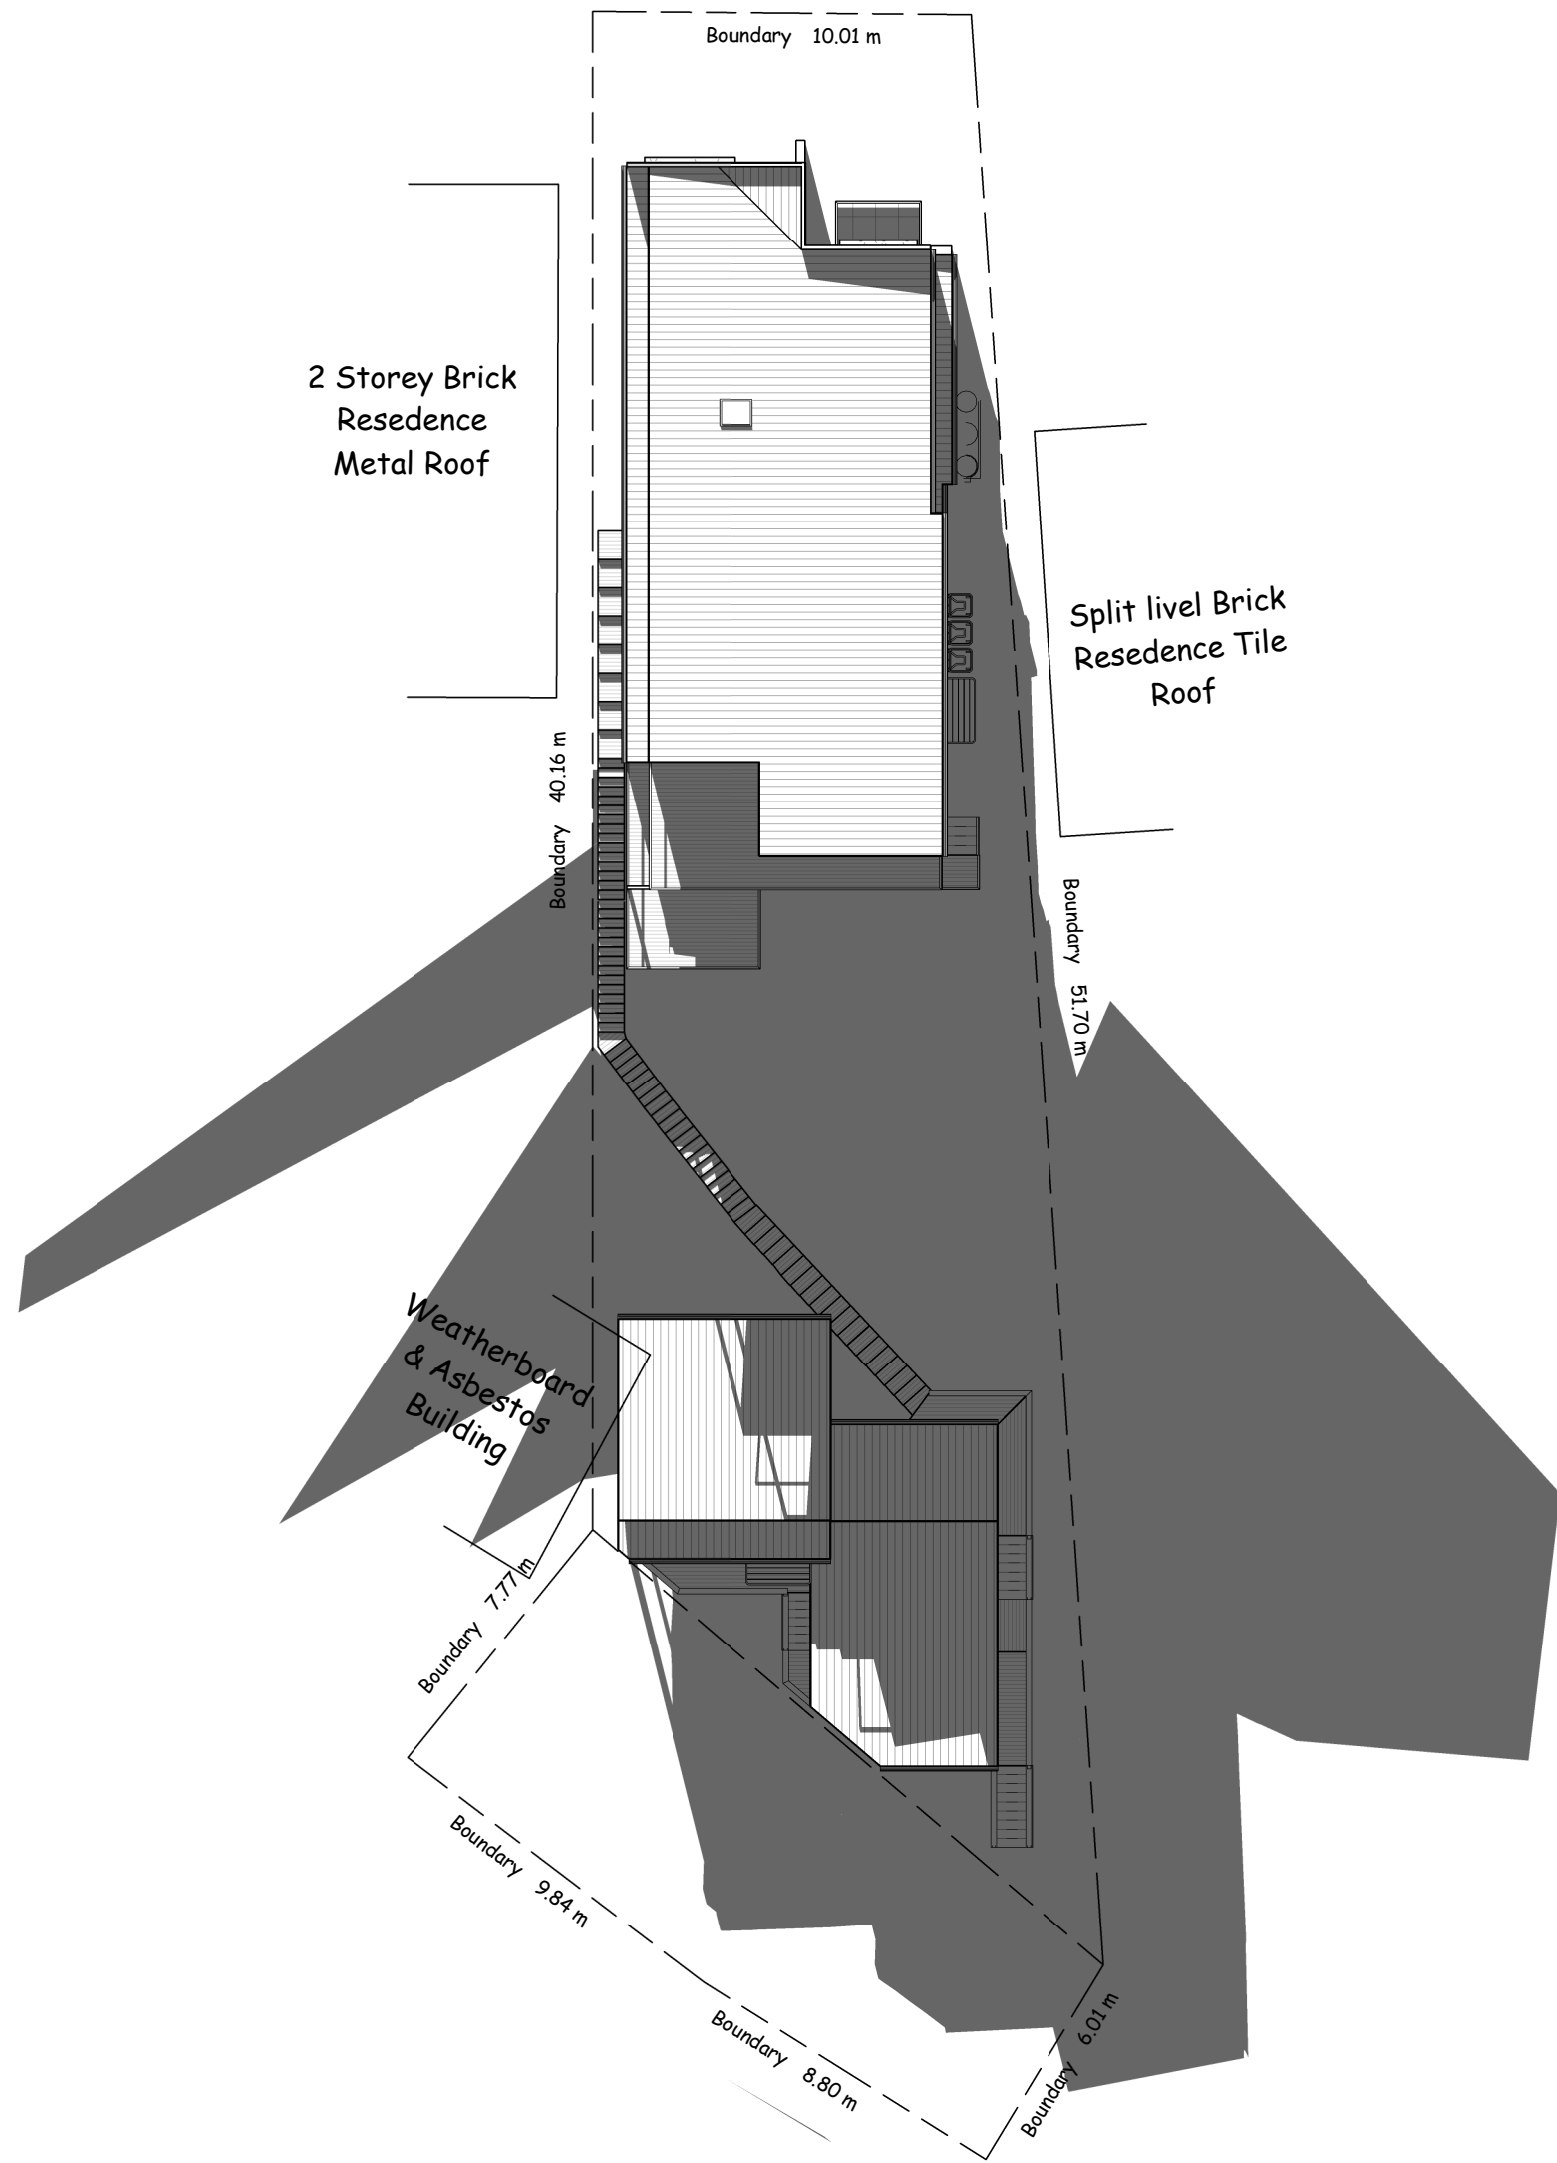 Boundary 10.01 m
2 Storey Brick
Resedence
Metal Roof
Split livel Brick
Resedence Tile
Roof
Boundary 40.16 m
Boundary 51.70 m
Weatherboard
& Asbestos
Building
Boundary 7.77 m
Boundary 9.84 m
Boundary 8.80 m
Boundary 6.01 m